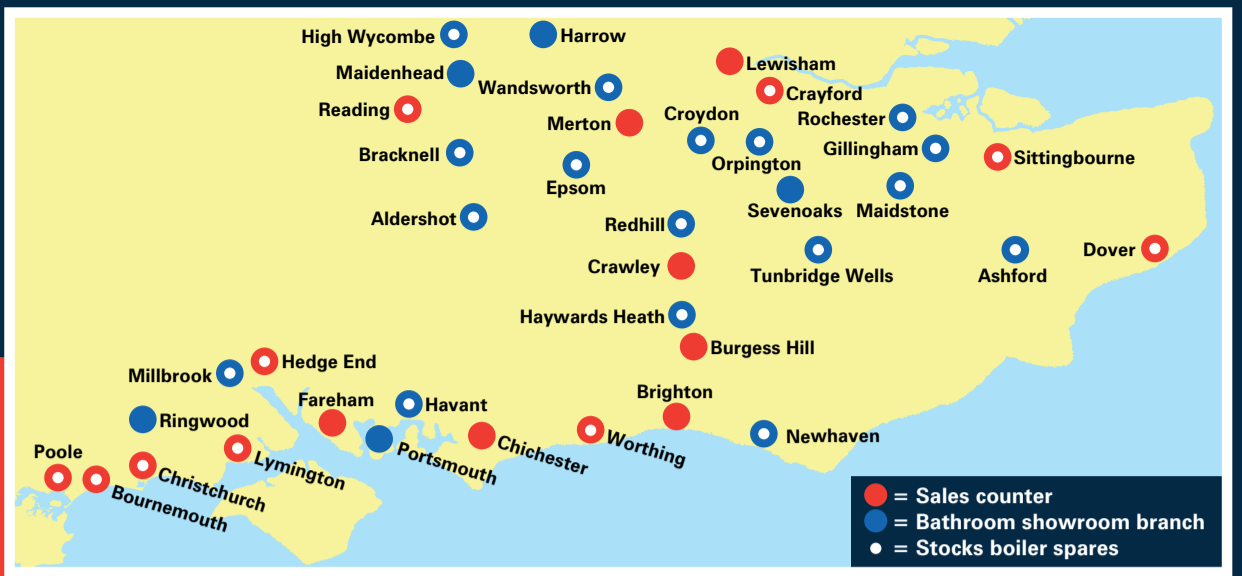 High Wycombe
Harrow
Maidenhead
Lewisham
Wandsworth
Crayford
Reading
Croydon
Rochester
Merton
Bracknell
Orpington
Gillingham
Sittingbourne
Epsom
Sevenoaks
Maidstone
Aldershot
Redhill
Dover
Crawley
Tunbridge Wells
Ashford
Haywards Heath
Burgess Hill
Hedge End
Millbrook
Brighton
Fareham
Havant
Ringwood
Newhaven
Chichester
Worthing
Poole
Portsmouth
Lymington
Christchurch
Bournemouth
= Sales counter
= Bathroom showroom branch
= Stocks boiler spares